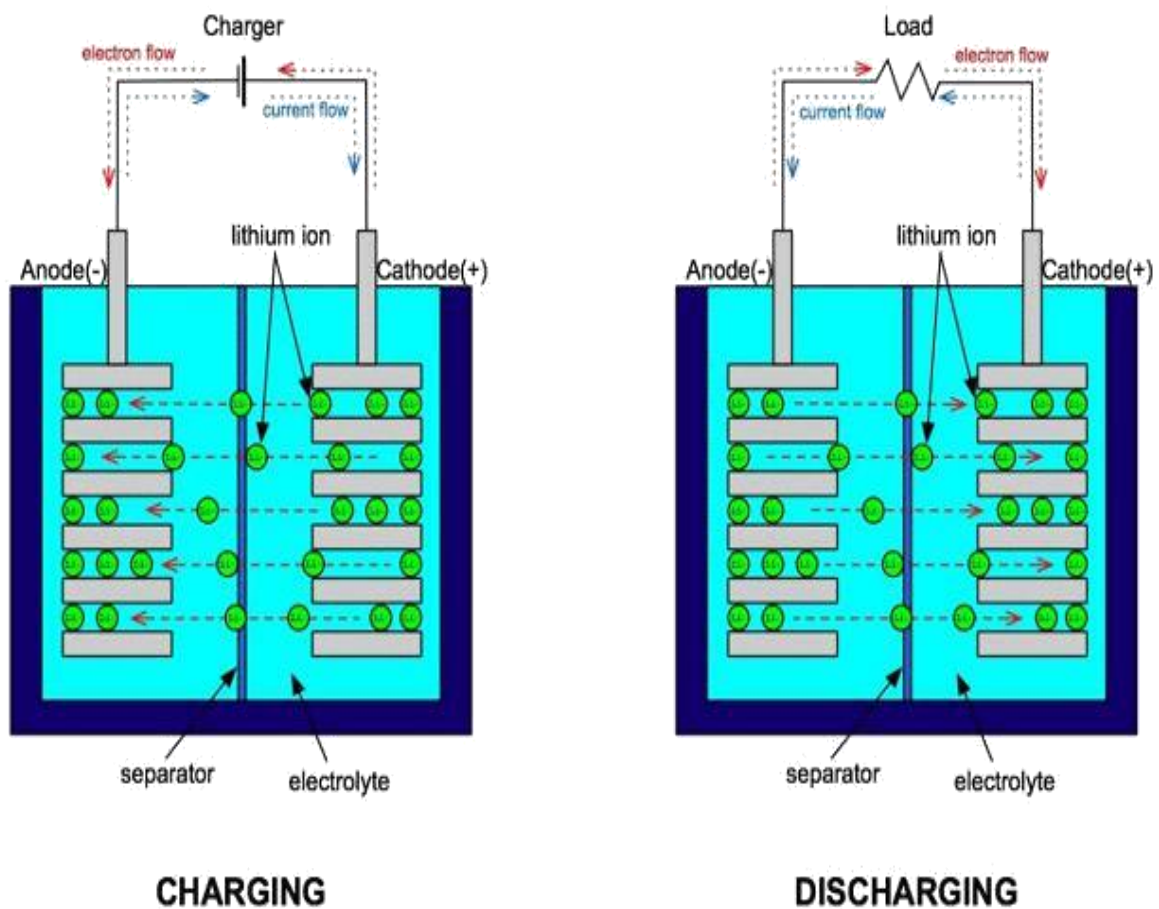 Charger
electron flow
current flow
lithium ion
Anode(-)
Cathode(+)
separator
electrolyte
CHARGING
Load
electron flow
current flow
lithium ion
Anode(-)
Cathode(+)
separator
electrolyte
DISCHARGING